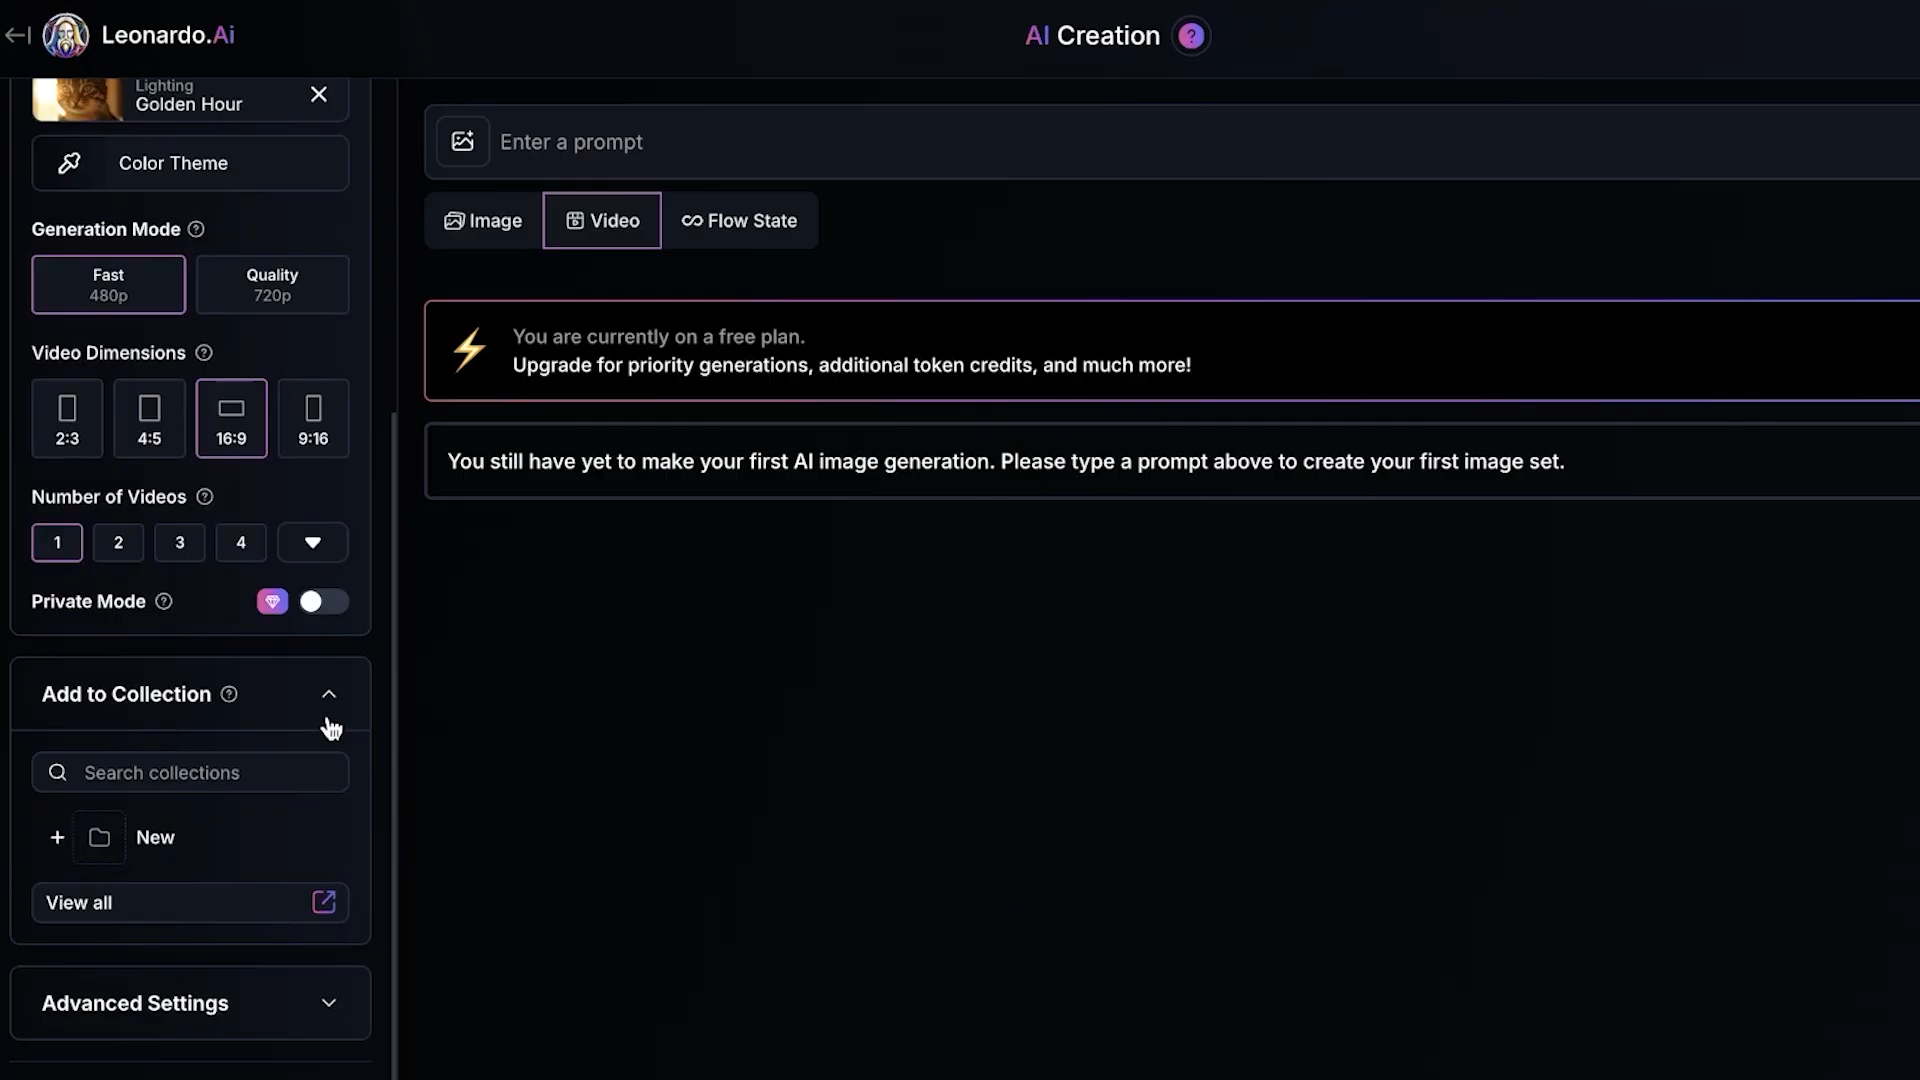 Leonardo.Ai
AI Creation ?
Lighting
Golden Hour
Color Theme
Generation Mode ?
Fast
480p
Quality
720p
Video Dimensions ?
2:3
4:5
16:9
9:16
Number of Videos ?
1
2
3
4
Private Mode ?
Add to Collection ?
Search collections
+ New
View all
Advanced Settings
Enter a prompt
Image
Video
Flow State
You are currently on a free plan.
Upgrade for priority generations, additional token credits, and much more!
You still have yet to make your first AI image generation. Please type a prompt above to create your first image set.